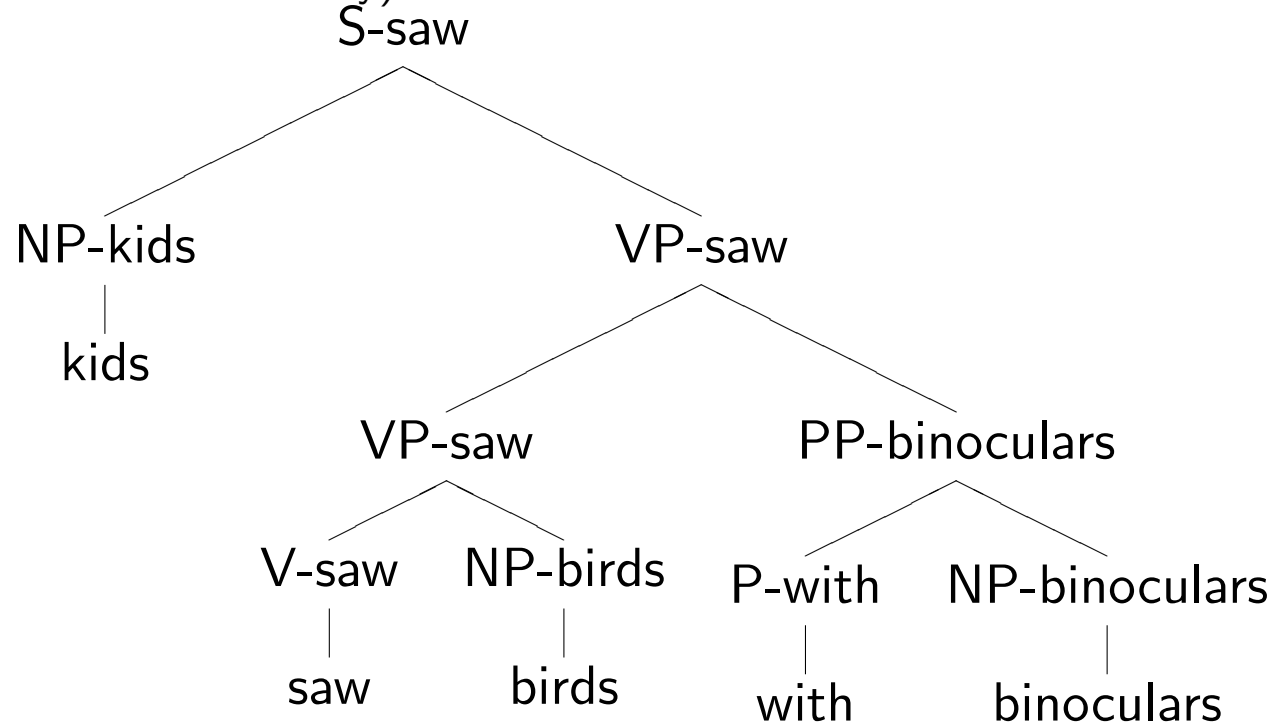 S-saw
NP-kids VP-saw
kids
VP-saw PP-binoculars
V-saw NP-birds P-with NP-binoculars
saw birds with binoculars